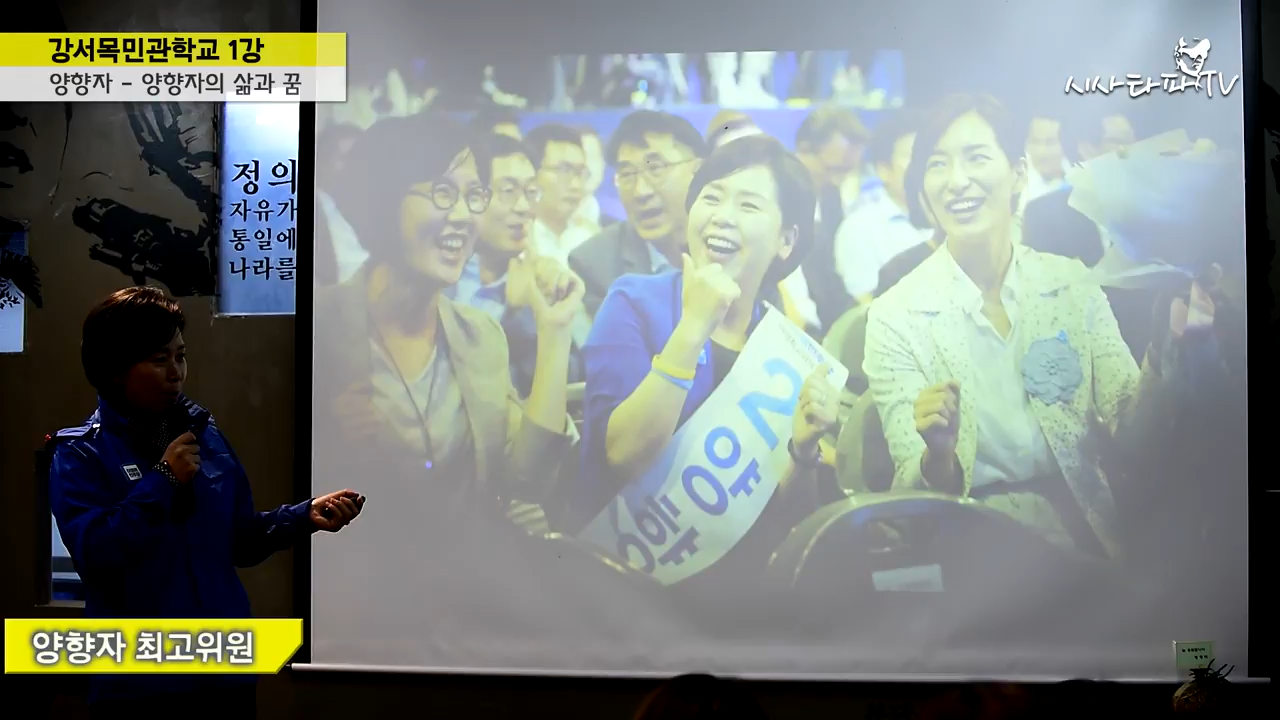 강서목민관학교 1강
양향자 - 양향자의 삶과 꿈
시사타파TV
정의
자유가
통일에
나라를
2 양향
양향자 최고위원